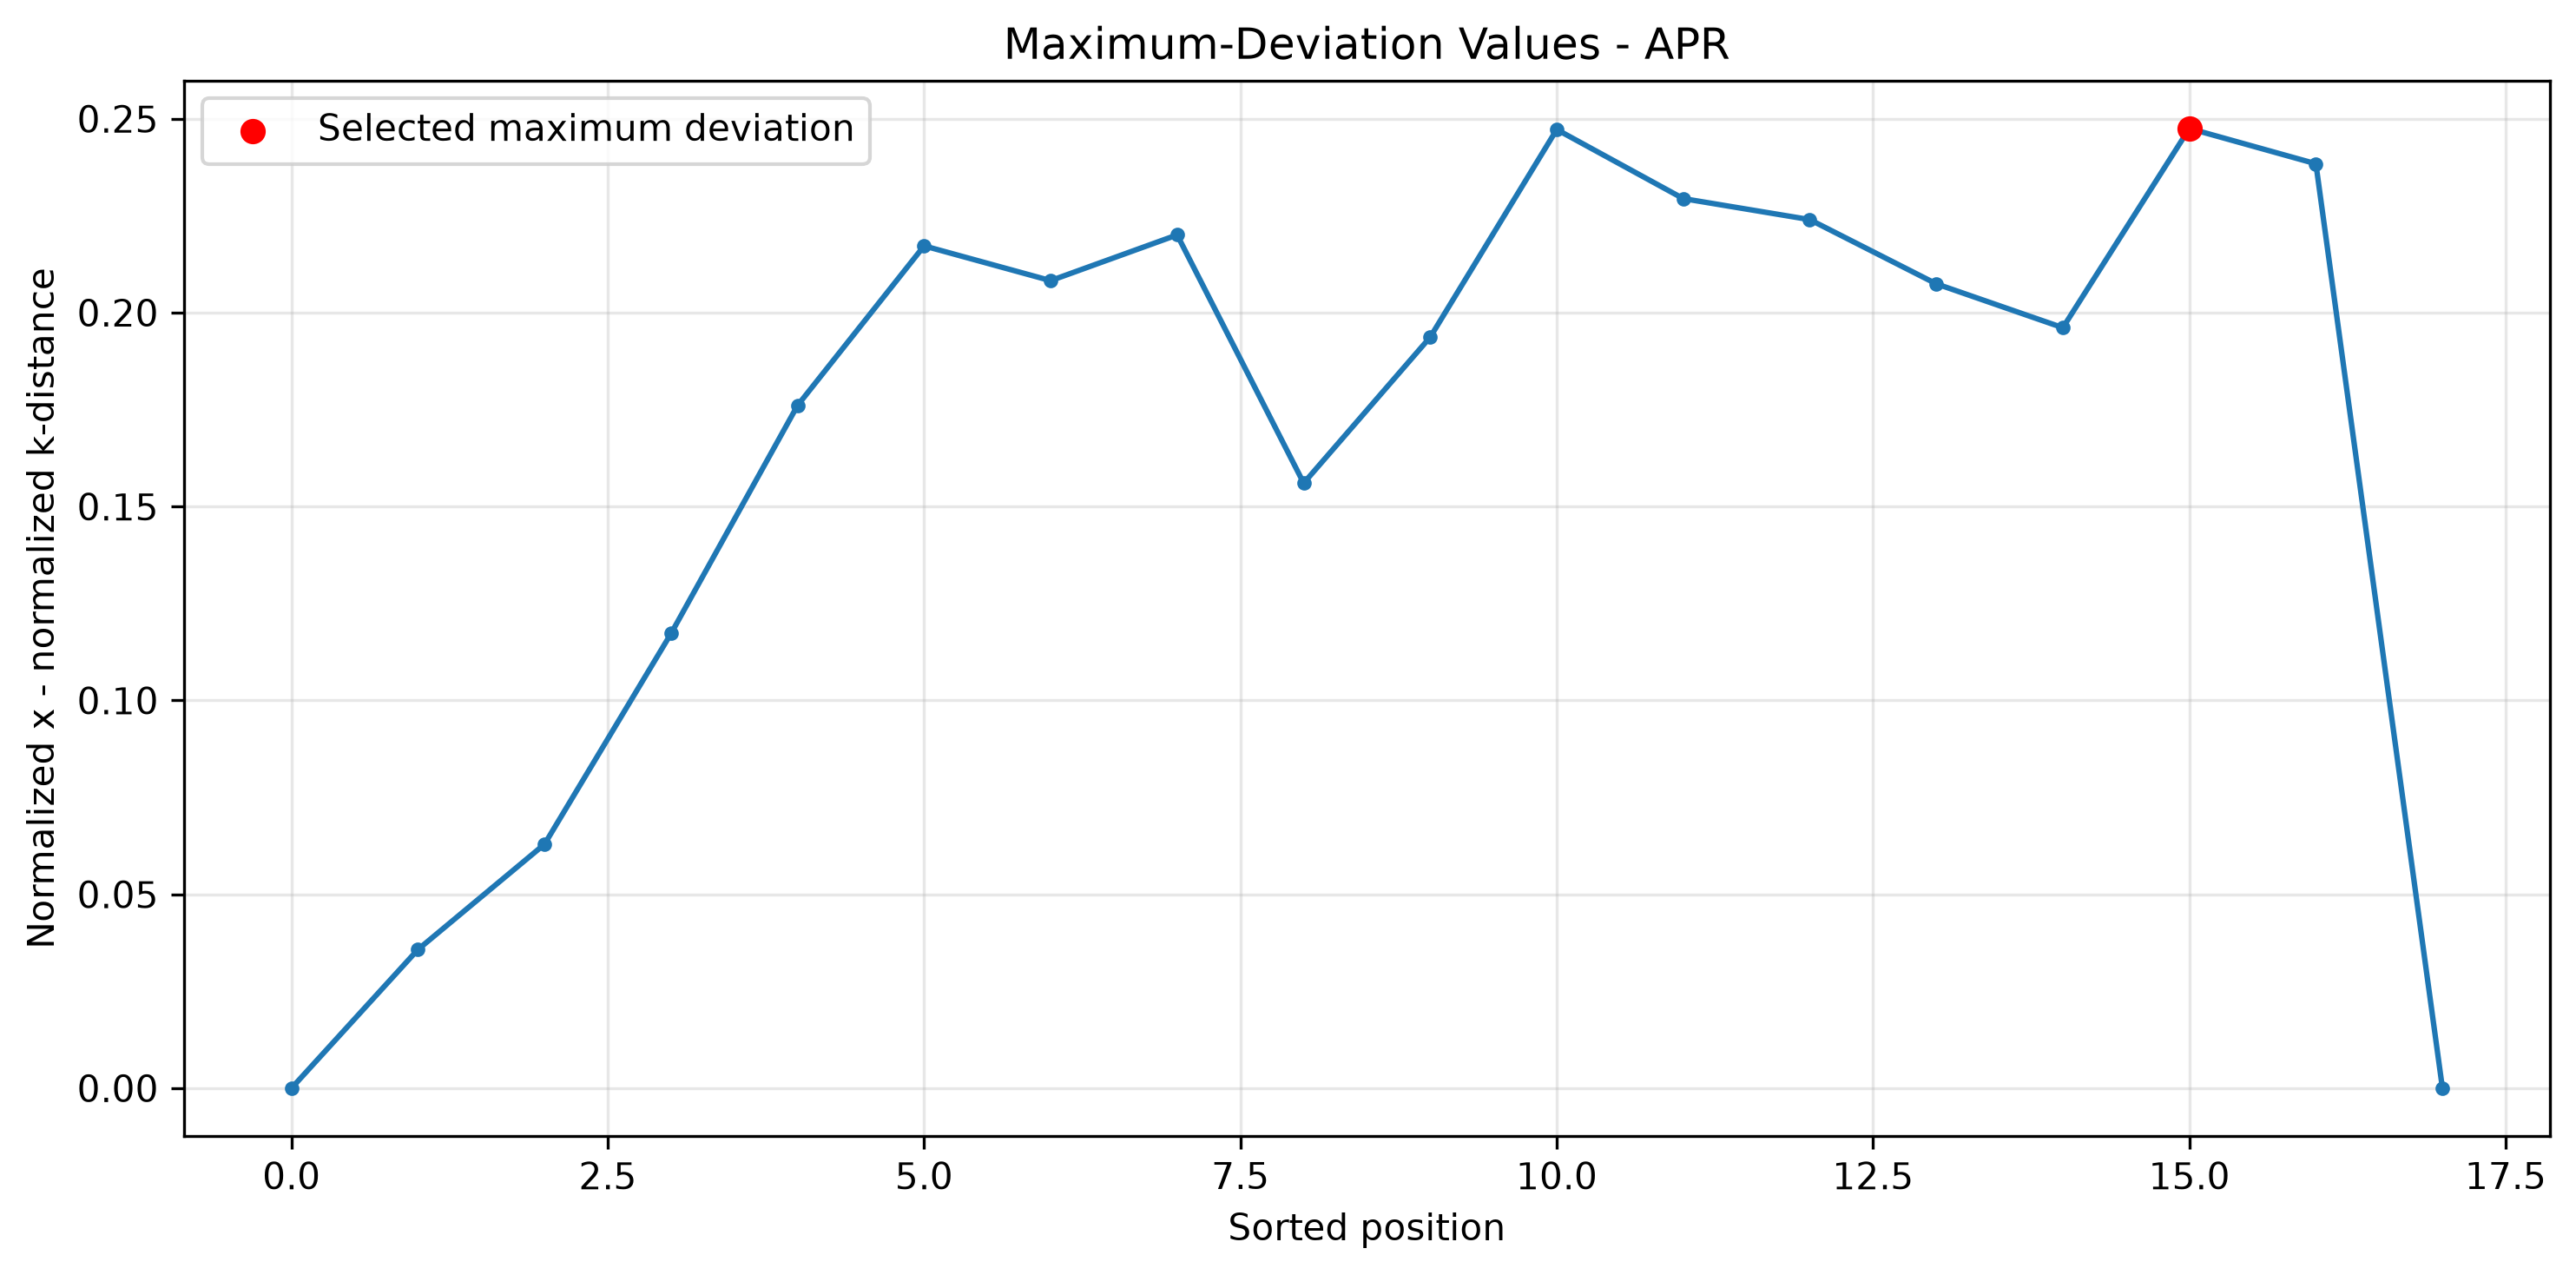 Maximum-Deviation Values - APR
Selected maximum deviation
Normalized x - normalized k-distance
0.25
0.20
0.15
0.10
0.05
0.00
0.0 2.5 5.0 7.5 10.0 12.5 15.0 17.5
Sorted position